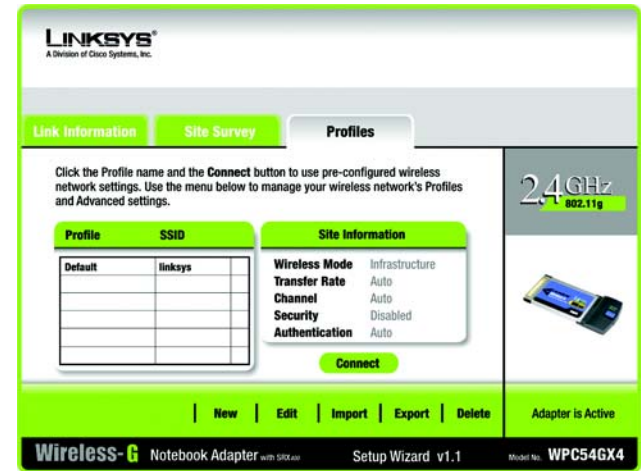 LINKSYS®
A Division of Cisco Systems, Inc.
Link Information
Site Survey
Profiles
Click the Profile name and the Connect button to use pre-configured wireless
network settings. Use the menu below to manage your wireless network's Profiles
and Advanced settings.
2.4GHz
802.11g
Profile SSID
Default linksys
Site Information
Wireless Mode Infrastructure
Transfer Rate Auto
Channel Auto
Security Disabled
Authentication Auto
Connect
New Edit Import Export Delete
Adapter is Active
Wireless-G Notebook Adapter with SRX400 Setup Wizard v1.1 Model No. WPC54GX4